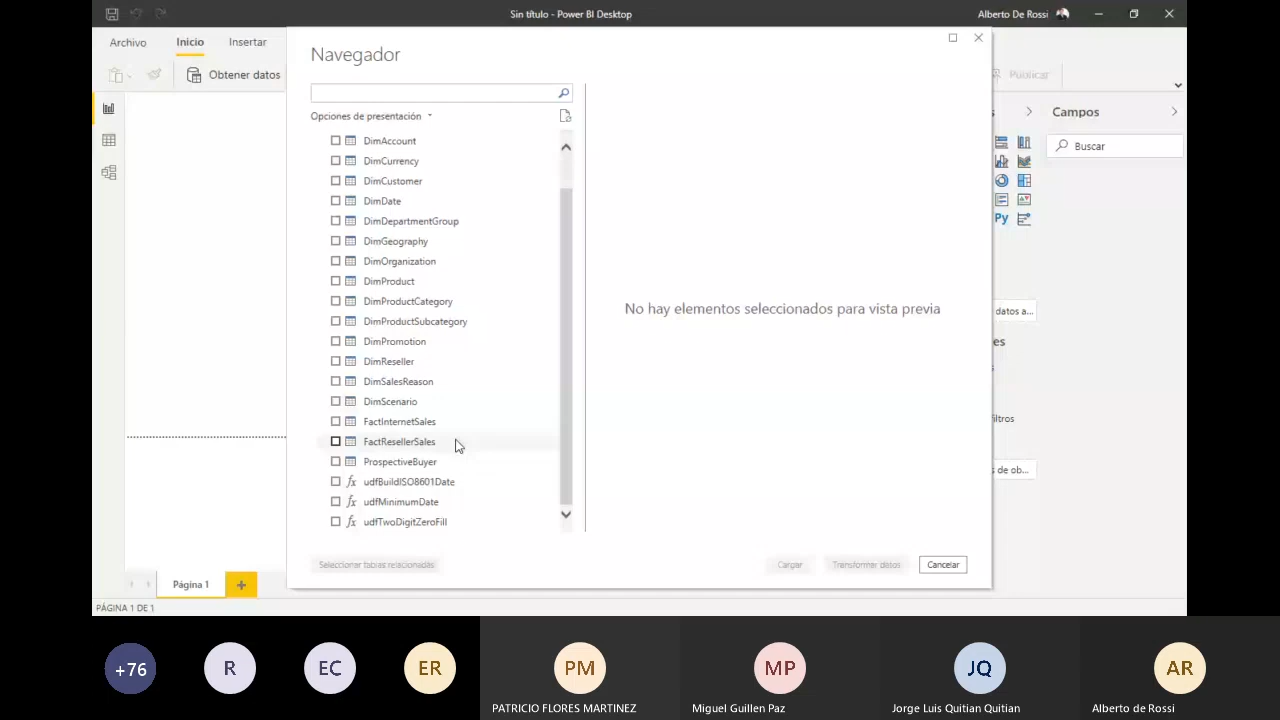 Sin título - Power BI Desktop
Alberto De Rossi
Archivo
Inicio
Insertar
Obtener datos
Publicar
Navegador
Opciones de presentación
DimAccount
DimCurrency
DimCustomer
DimDate
DimDepartmentGroup
DimGeography
DimOrganization
DimProduct
DimProductCategory
DimProductSubcategory
DimPromotion
DimReseller
DimSalesReason
DimScenario
FactInternetSales
FactResellerSales
ProspectiveBuyer
fx udfBuildISO8601Date
fx udfMinimumDate
fx udfTwoDigitZeroFill
No hay elementos seleccionados para vista previa
Seleccionar tablas relacionadas
Cargar
Transformar datos
Cancelar
s
Campos
Buscar
Py
datos a...
es
filtros
s de ob...
Página 1
+
PÁGINA 1 DE 1
+76
R
EC
ER
PM
MP
JQ
AR
PATRICIO FLORES MARTINEZ
Miguel Guillen Paz
Jorge Luis Quitian Quitian
Alberto de Rossi